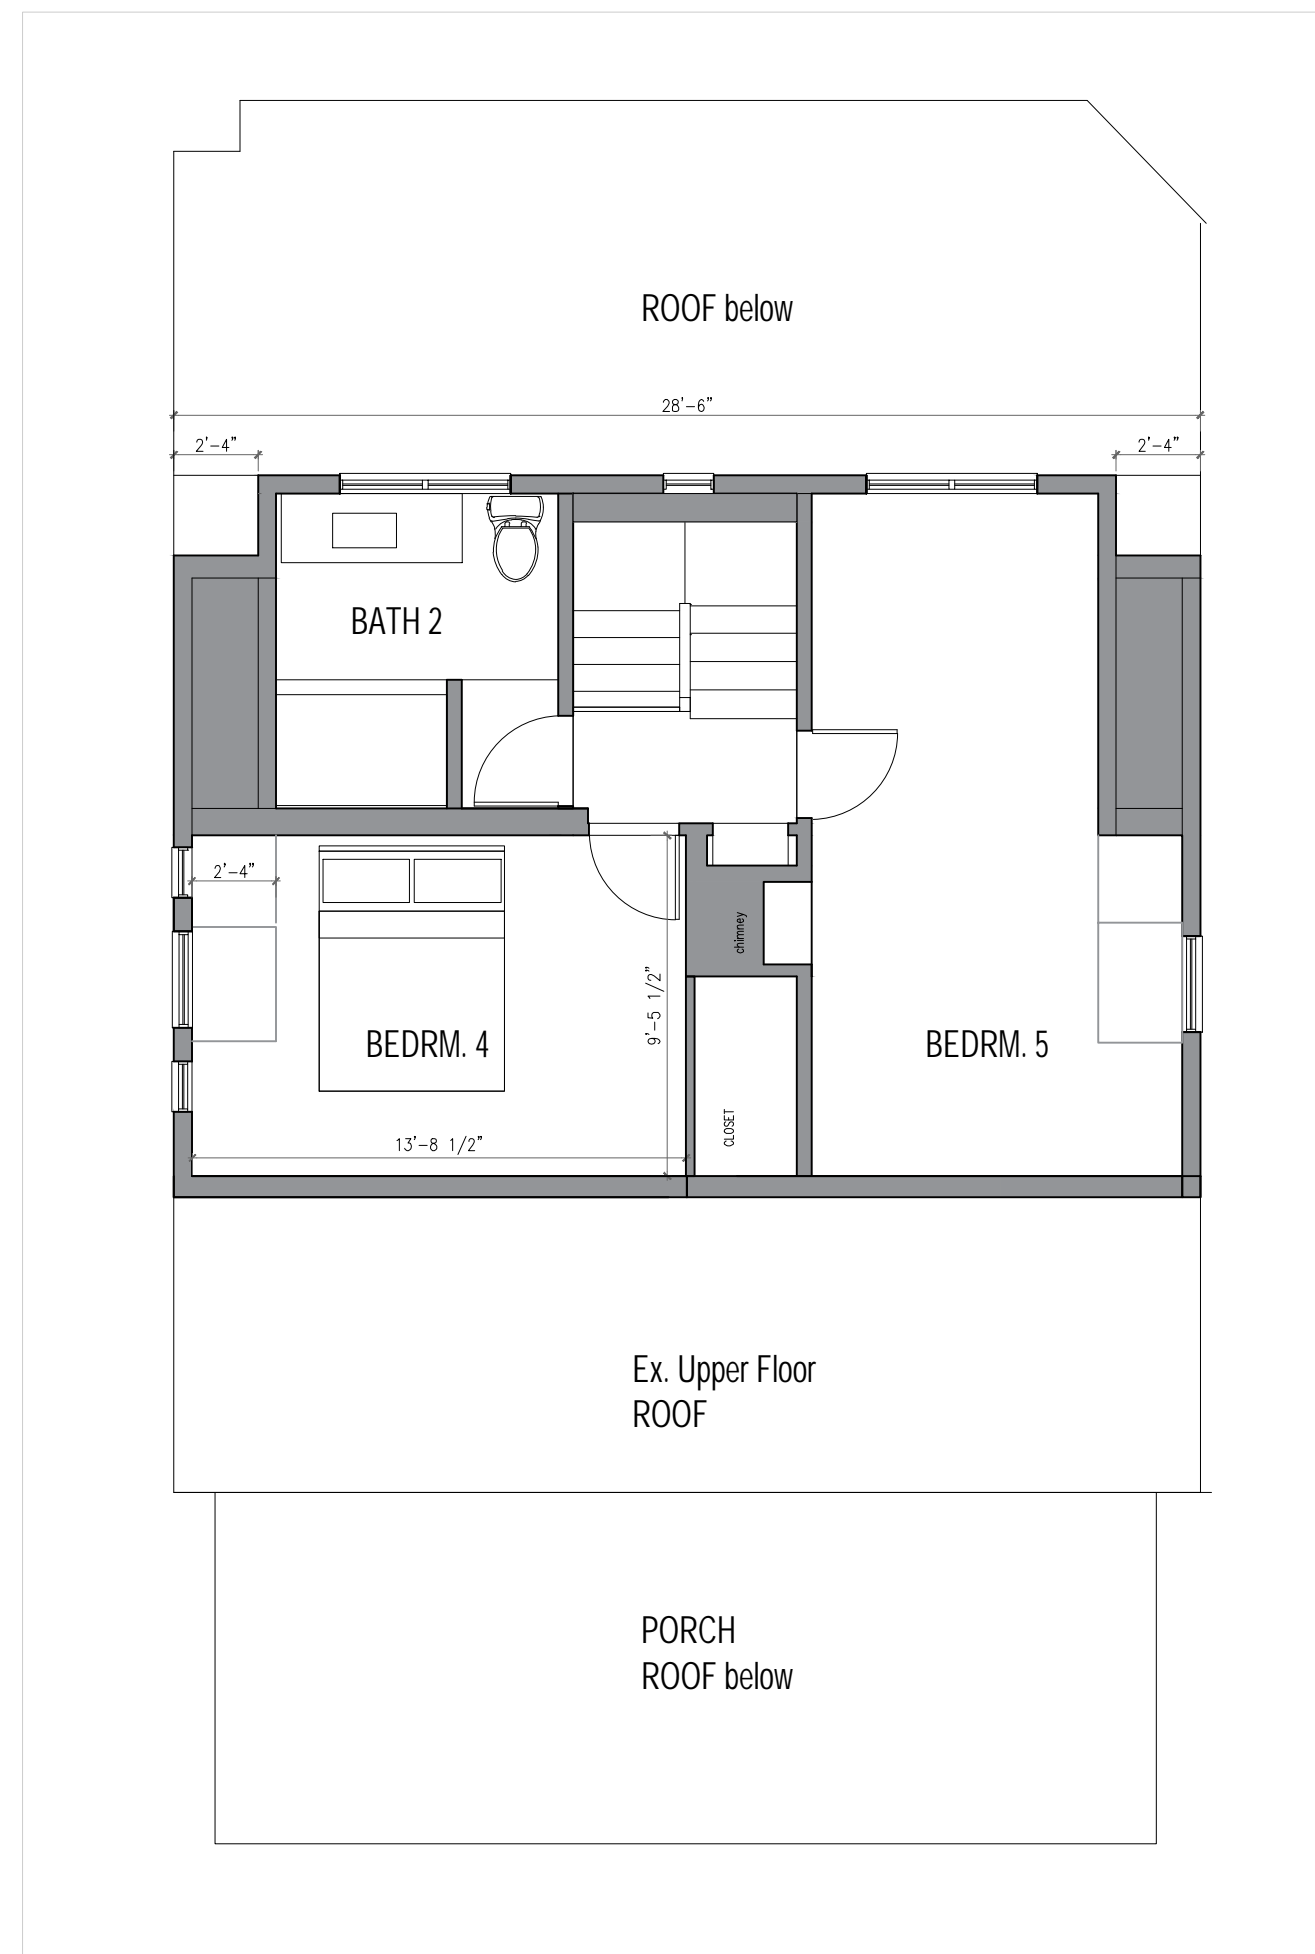 ROOF below
28'-6"
2'-4"
2'-4"
BATH 2
2'-4"
chimney
9'-5 1/2"
BEDRM. 4
BEDRM. 5
CLOSET
13'-8 1/2"
Ex. Upper Floor
ROOF
PORCH
ROOF below